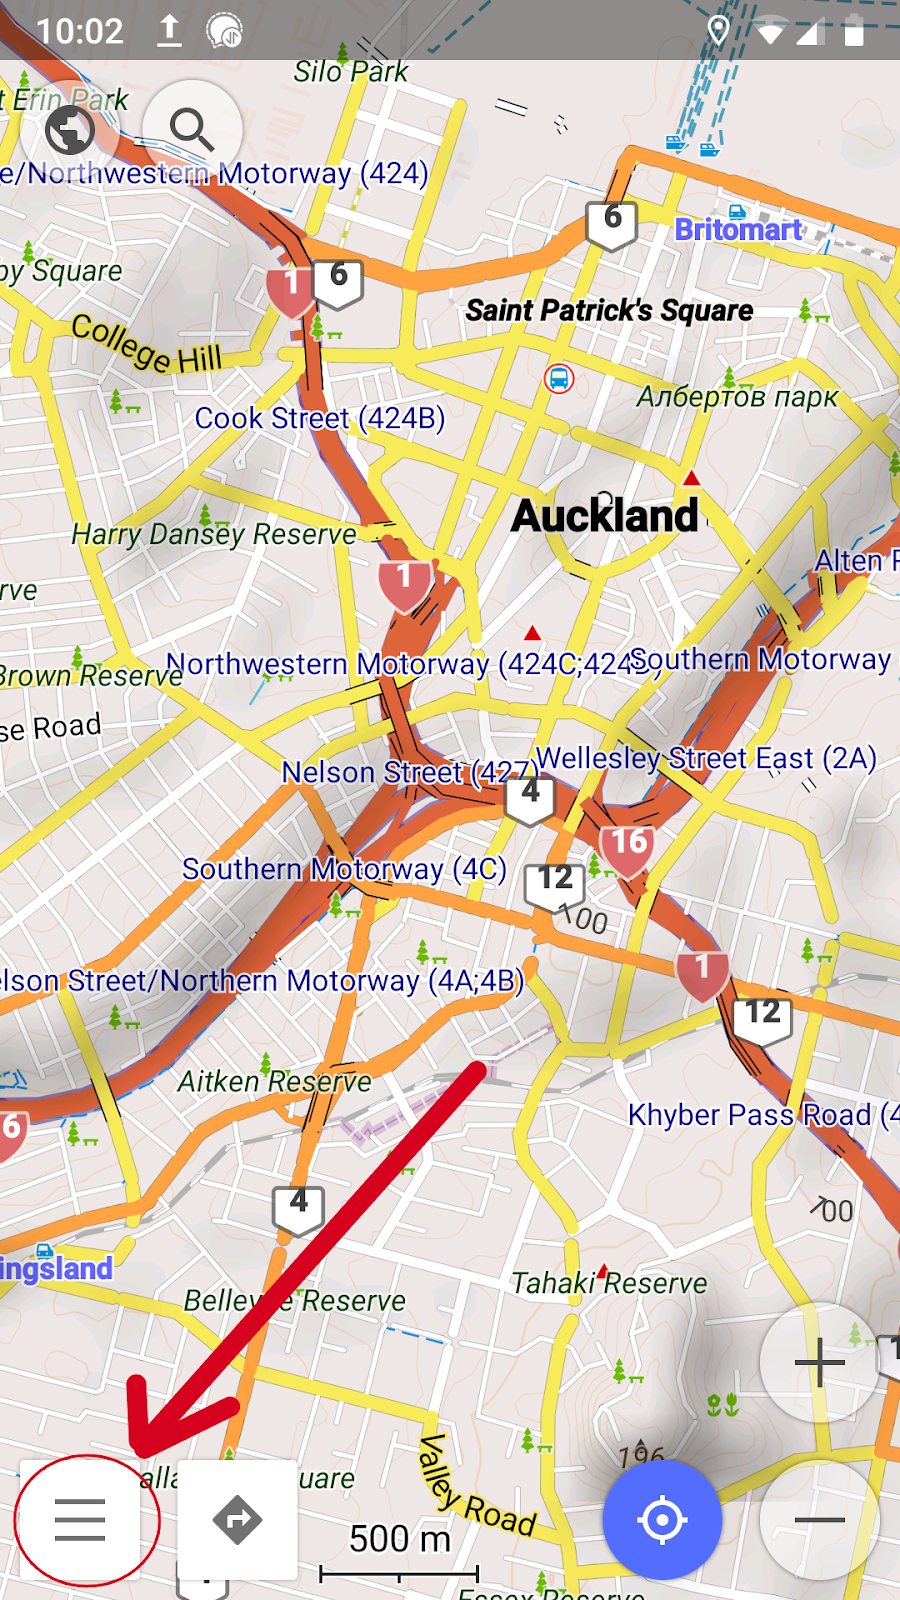 10:02
Silo Park
t Erin Park
e/Northwestern Motorway (424)
6
Britomart
by Square
1
6
Saint Patrick's Square
College Hill
Албертов парк
Cook Street (424B)
Auckland
Harry Dansey Reserve
Alten
1
rve
Northwestern Motorway (424C;424
Southern Motorway
Brown Reserve
se Road
Wellesley Street East (2A)
Nelson Street (427)
4
16
Southern Motorway (4C)
12
100
elson Street/Northern Motorway (4A;4B)
1
12
Aitken Reserve
Khyber Pass Road (4
6
4
100
ingsland
Tahaki Reserve
Reserve
1
Valley Road
196
alla
uare
500 m
Essex Reserve